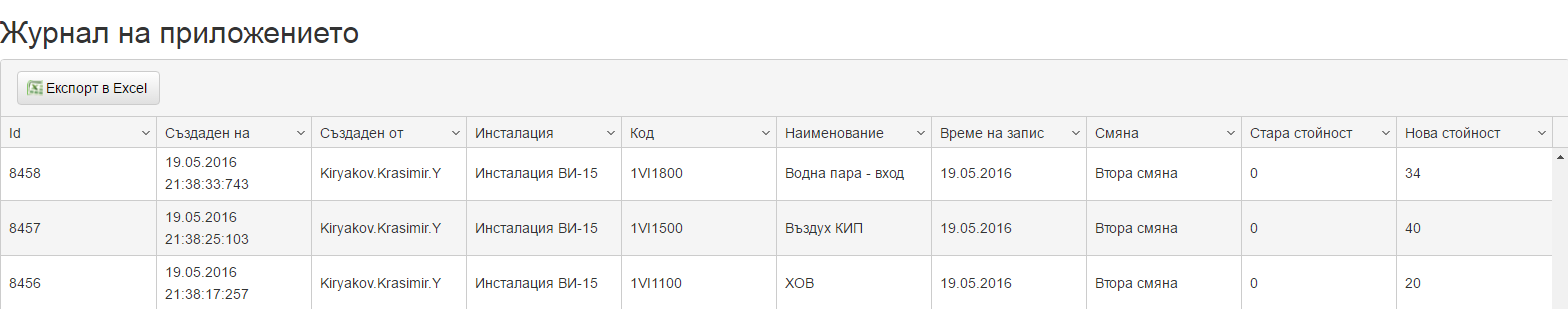 Журнал на приложението
Експорт в Excel
Id Създаден на Създаден от Инсталация Код Наименование Време на запис Смяна Стара стойност Нова стойност
8458 19.05.2016 21:38:33:743 Kiryakov.Krasimir.Y Инсталация ВИ-15 1VI1800 Водна пара - вход 19.05.2016 Втора смяна 0 34
8457 19.05.2016 21:38:25:103 Kiryakov.Krasimir.Y Инсталация ВИ-15 1VI1500 Въздух КИП 19.05.2016 Втора смяна 0 40
8456 19.05.2016 21:38:17:257 Kiryakov.Krasimir.Y Инсталация ВИ-15 1VI1100 ХОВ 19.05.2016 Втора смяна 0 20